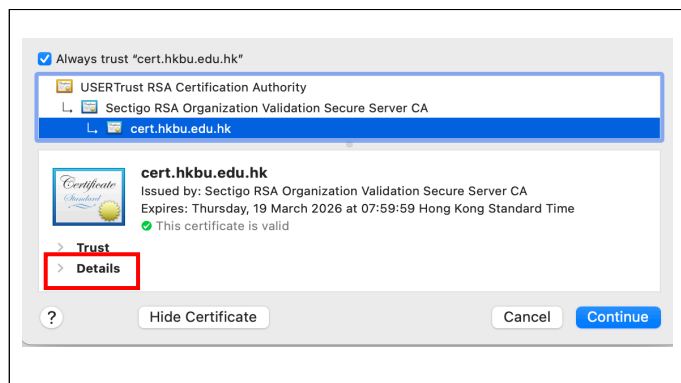 Always trust “cert.hkbu.edu.hk”
USERTrust RSA Certification Authority
Sectigo RSA Organization Validation Secure Server CA
cert.hkbu.edu.hk
Certificate
Standard
cert.hkbu.edu.hk
Issued by: Sectigo RSA Organization Validation Secure Server CA
Expires: Thursday, 19 March 2026 at 07:59:59 Hong Kong Standard Time
This certificate is valid
Trust
Details
?
Hide Certificate
Cancel
Continue